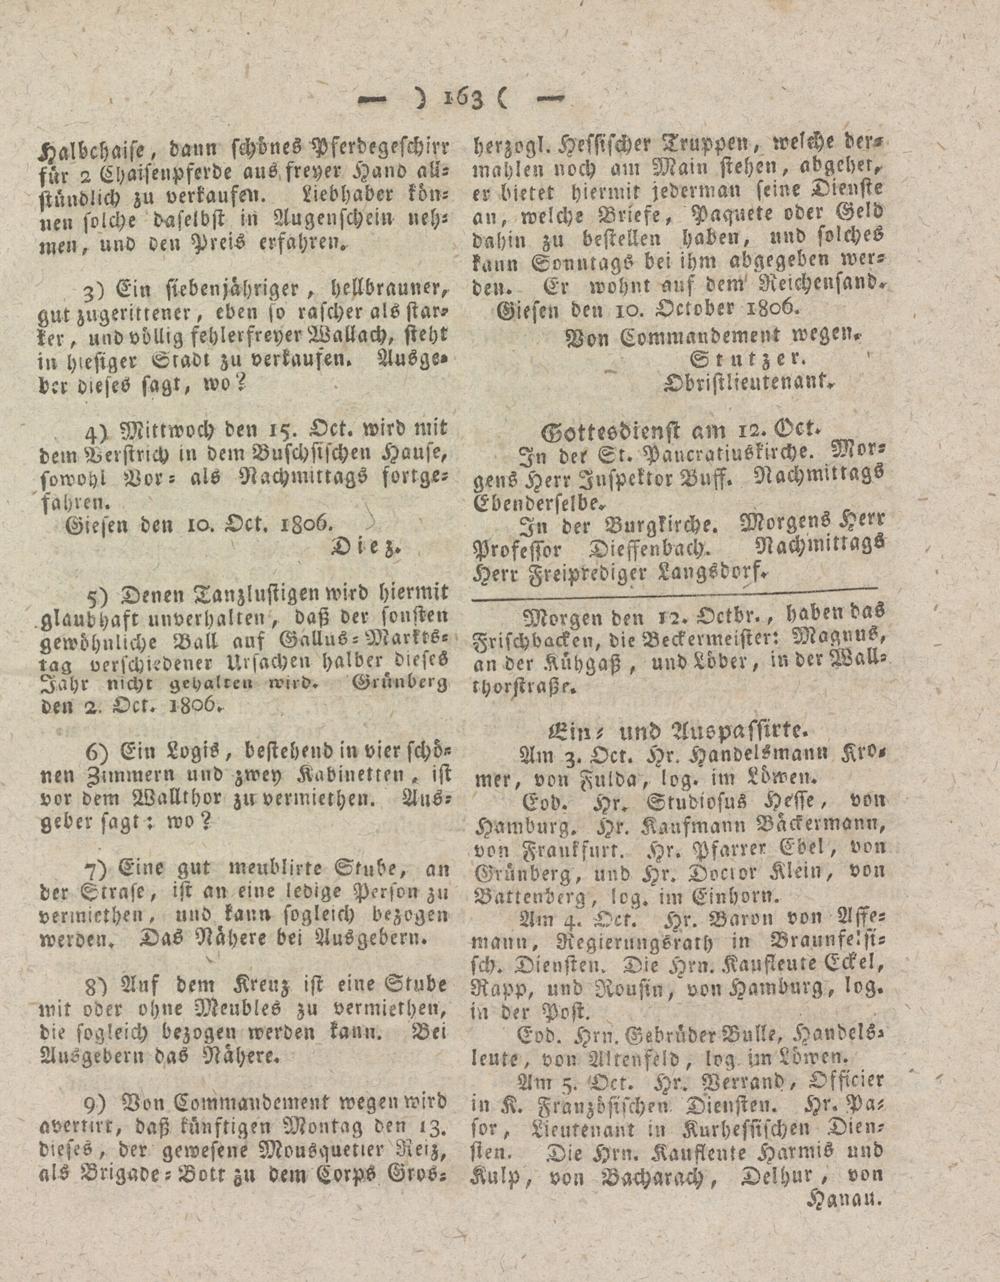 — ) 163 ( —
Halbchaise, dann schönes Pferdegeschirr
für 2 Chaisenpferde aus freyer Hand all-
stündlich zu verkaufen. Liebhaber kön-
nen solche daselbst in Augenschein neh-
men, und den Preis erfahren.
3) Ein siebenjähriger, hellbrauner,
gut zugerittener, eben so rascher als star-
ker, und völlig fehlerfreyer Wallach, steht
in hiesiger Stadt zu verkaufen. Ausge-
ber dieses sagt, wo?
4) Mittwoch den 15. Oct. wird mit
dem Verstrich in dem Buschsischen Hause,
sowohl Vor- als Nachmittags fortge-
fahren.
Giesen den 10. Oct. 1806.
Diez.
5) Denen Tanzlustigen wird hiermit
glaubhaft unverhalten, daß der sonsten
gewöhnliche Ball auf Gallus-Markts-
tag verschiedener Ursachen halber dieses
Jahr nicht gehalten wird. Grünberg
den 2. Oct. 1806.
6) Ein Logis, bestehend in vier schö-
nen Zimmern und zwey Kabinetten, ist
vor dem Wallthor zu vermiethen. Aus-
geber sagt: wo?
7) Eine gut meublirte Stube, an
der Strase, ist an eine ledige Person zu
vermiethen, und kann sogleich bezogen
werden. Das Nähere bei Ausgebern.
8) Auf dem Kreuz ist eine Stube
mit oder ohne Meubles zu vermiethen,
die sogleich bezogen werden kann. Bei
Ausgebern das Nähere.
9) Von Commandement wegen wird
avertirt, daß künftigen Montag den 13.
dieses, der gewesene Mousquetier Reiz,
als Brigade-Bott zu dem Corps Gros-
herzogl. Hessischer Truppen, welche der-
mahlen noch am Main stehen, abgehet,
er bietet hiermit jederman seine Dienste
an, welche Briefe, Paquete oder Geld
dahin zu bestellen haben, und solches
kann Sonntags bei ihm abgegeben wer-
den. Er wohnt auf dem Reichensand.
Giesen den 10. October 1806.
Von Commandement wegen.
Stutzer.
Obristlieutenant.
Gottesdienst am 12. Oct.
In der St. Pancratiuskirche. Mor-
gens Herr Inspektor Buff. Nachmittags
Ebenderselbe.
In der Burgkirche. Morgens Herr
Professor Dieffenbach. Nachmittags
Herr Freiprediger Langsdorf.
Morgen den 12. Octbr., haben das
Frischbacken, die Beckermeister: Magnus,
an der Kühgaß, und Löber, in der Wall-
thorstraße.
Ein- und Auspassirte.
Am 3. Oct. Hr. Handelsmann Kro-
mer, von Fulda, log. im Löwen.
Eod. Hr. Studiosus Hesse, von
Hamburg. Hr. Kaufmann Bäckermann,
von Frankfurt. Hr. Pfarrer Ebel, von
Grünberg, und Hr. Doctor Klein, von
Battenberg, log. im Einhorn.
Am 4. Oct. Hr. Baron von Affe-
mann, Regierungsrath in Braunfelsi-
sch. Diensten. Die Hrn. Kaufleute Eckel,
Rapp, und Rousin, von Hamburg, log.
in der Post.
Eod. Hrn. Gebrüder Bulle, Handels-
leute, von Altenfeld, log im Löwen.
Am 5. Oct. Hr. Verrand, Officier
in K. Französischen Diensten. Hr. Pa-
sor, Lieutenant in Kurhessischen Dien-
sten. Die Hrn. Kaufleute Harmis und
Kulp, von Bacharach, Delhur, von
Hanau.